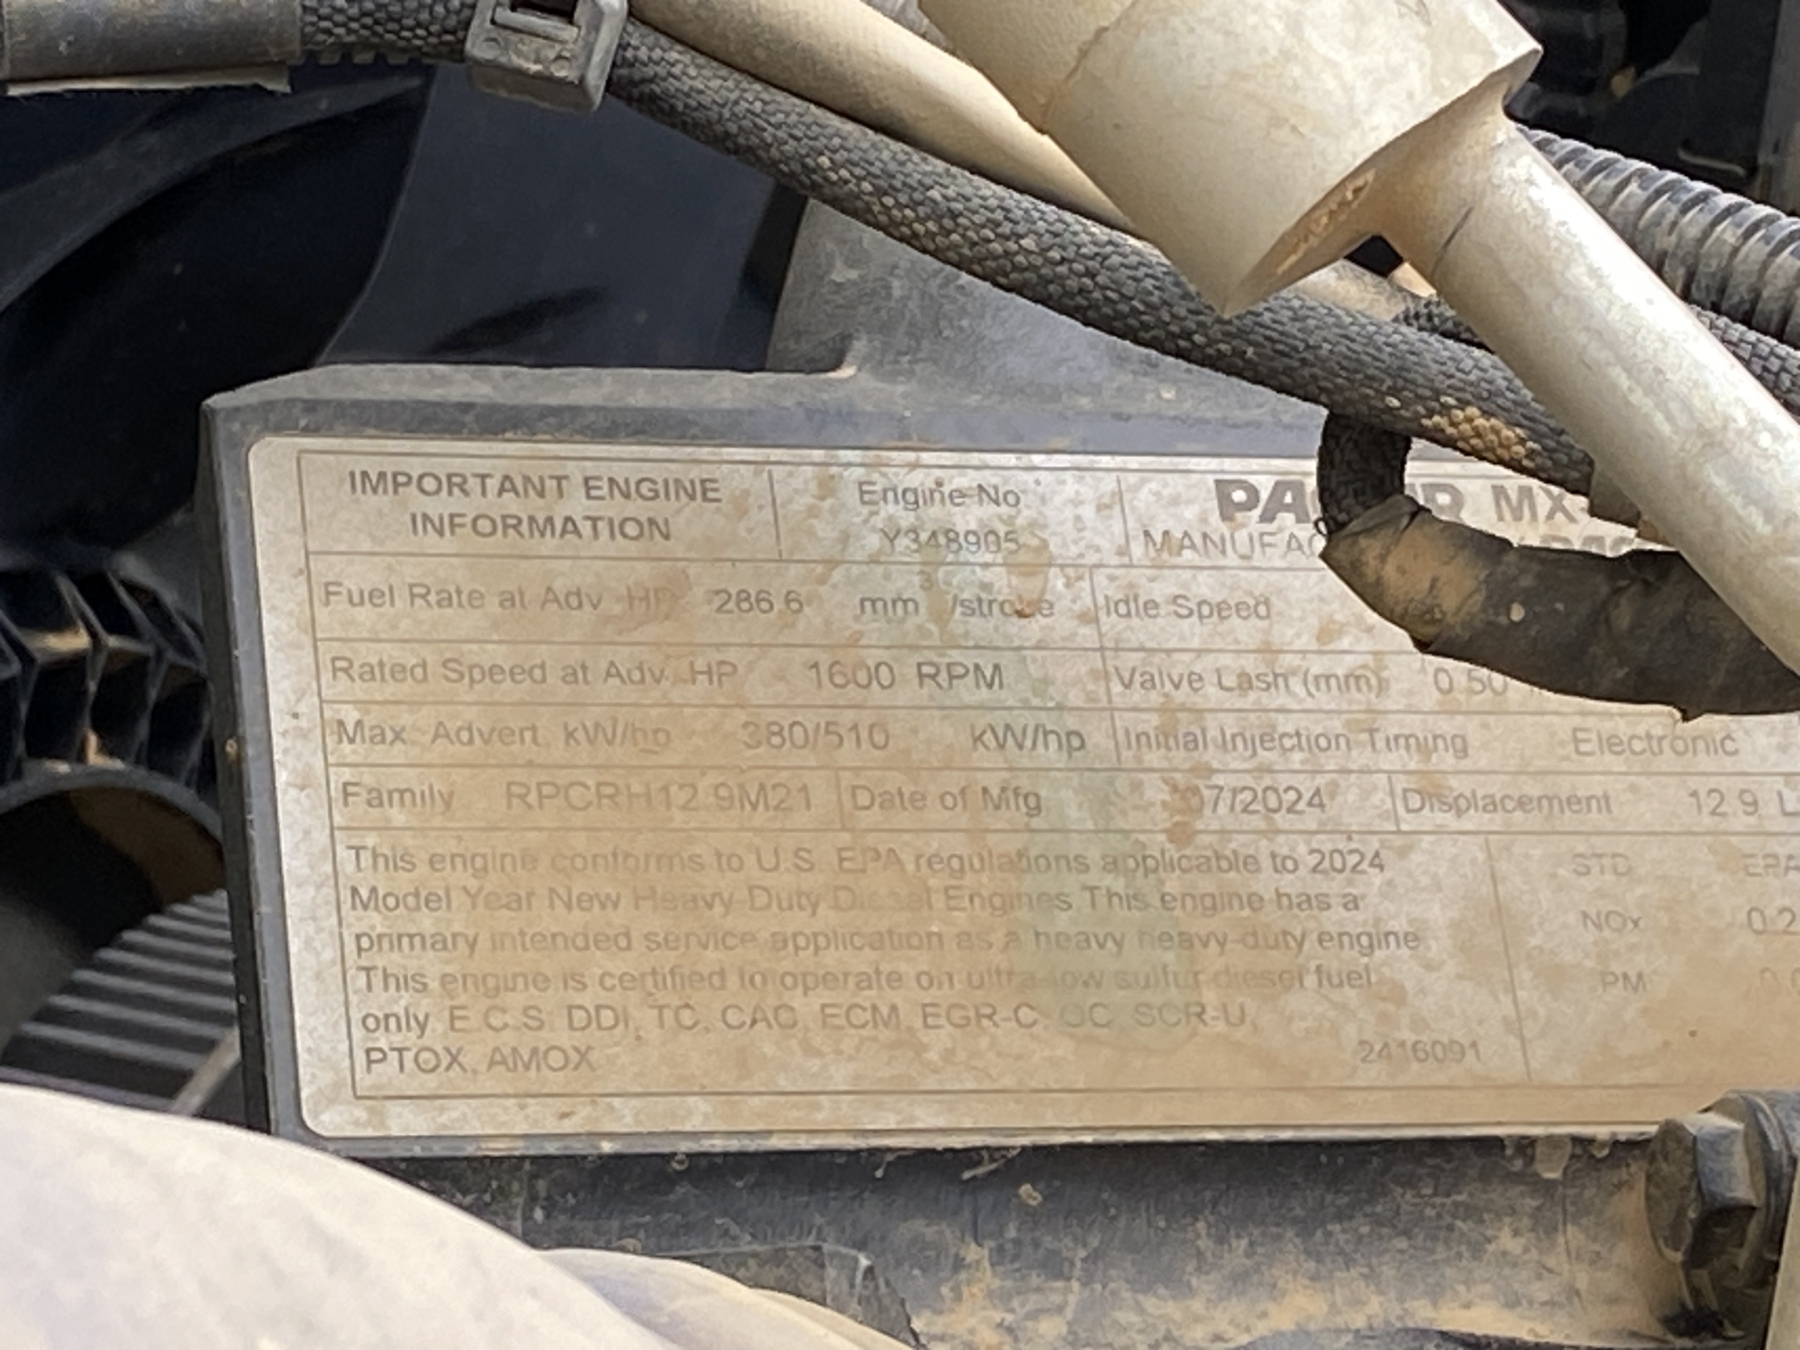 IMPORTANT ENGINE INFORMATION
Engine No
Y348905
MX-
Fuel Rate at Adv HP 286.6 mm3/stroke
Idle Speed
Rated Speed at Adv. HP 1600 RPM
Valve Lash (mm) 0.50
Max. Advert. kW/hp 380/510 kW/hp
Initial Injection Timing Electronic
Family RPCRH12.9M21
Date of Mfg 07/2024
Displacement 12.9 L
This engine conforms to U.S. EPA regulations applicable to 2024
Model Year New Heavy-Duty Diesel Engines This engine has a
primary intended service application as a heavy heavy-duty engine.
This engine is certified to operate on ultra-low sulfur diesel fuel
only. E.C.S. DDI, TC, CAC, ECM, EGR-C, OC, SCR-U,
PTOX, AMOX
2416091
STD EPA
NOx 0.2
PM